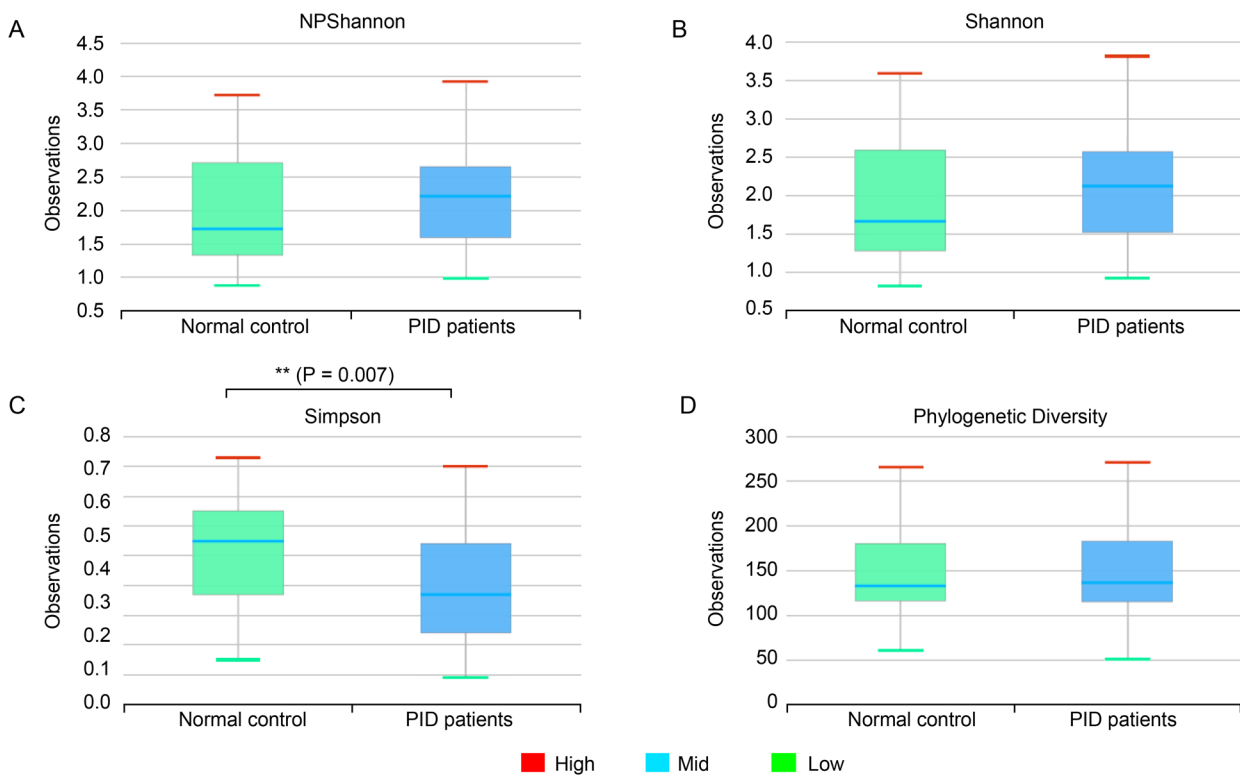 A
NPShannon
Observations
4.5
4.0
3.5
3.0
2.5
2.0
1.5
1.0
0.5
Normal control
PID patients
B
Shannon
Observations
4.0
3.5
3.0
2.5
2.0
1.5
1.0
0.5
Normal control
PID patients
** (P = 0.007)
C
Simpson
Observations
0.8
0.7
0.6
0.5
0.4
0.3
0.2
0.1
0.0
Normal control
PID patients
D
Phylogenetic Diversity
Observations
300
250
200
150
100
50
0
Normal control
PID patients
High
Mid
Low